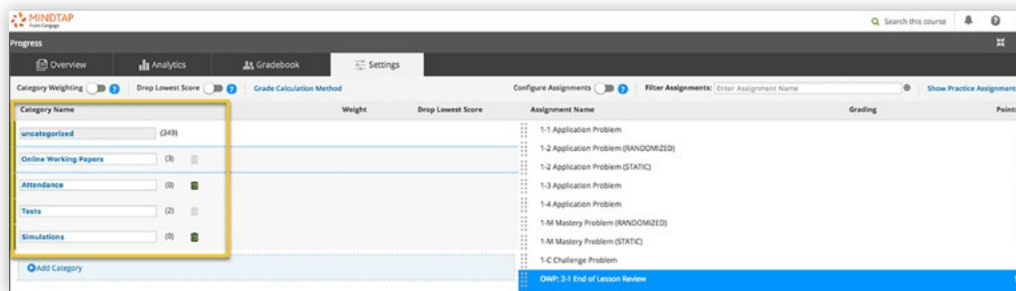 MINDTAP
From Cengage
Search this course
Progress
Overview Analytics Gradebook Settings
Category Weighting Drop Lowest Score Grade Calculation Method Configure Assignments Filter Assignments: Enter Assignment Name Show Practice Assignment
Category Name Weight Drop Lowest Score Assignment Name Grading Points
uncategorized (349)
Online Working Papers (3)
Attendance (0)
Tests (2)
Simulations (0)
Add Category
1-1 Application Problem
1-2 Application Problem (RANDOMIZED)
1-2 Application Problem (STATIC)
1-3 Application Problem
1-4 Application Problem
1-M Mastery Problem (RANDOMIZED)
1-M Mastery Problem (STATIC)
1-C Challenge Problem
OWP: 2-1 End of Lesson Review